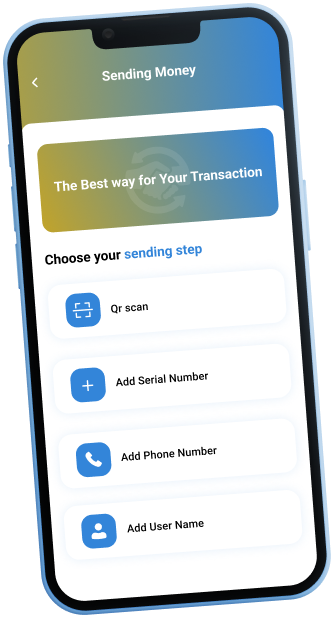 Sending Money
The Best way for Your Transaction
Choose your sending step
Qr scan
Add Serial Number
Add Phone Number
Add User Name